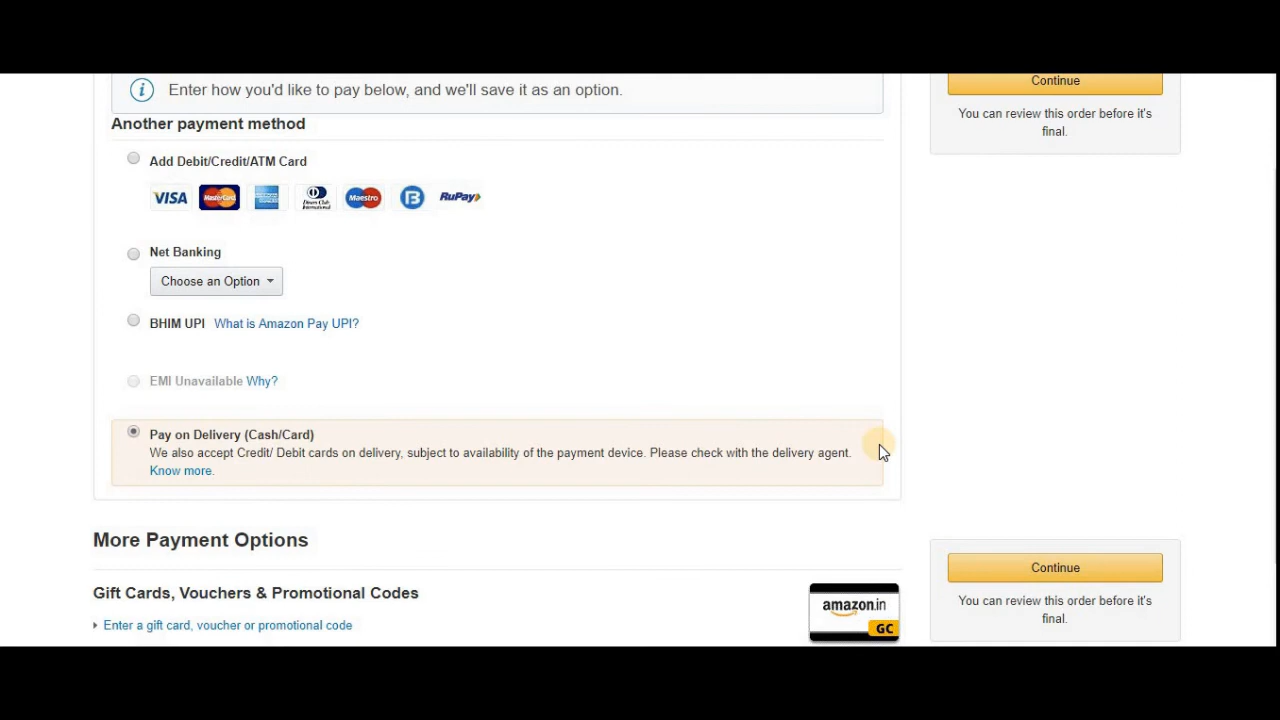 Enter how you'd like to pay below, and we'll save it as an option.
Continue
You can review this order before it's
final.
Another payment method
Add Debit/Credit/ATM Card
VISA MasterCard Maestro B RuPay
Net Banking
Choose an Option
BHIM UPI What is Amazon Pay UPI?
EMI Unavailable Why?
Pay on Delivery (Cash/Card)
We also accept Credit/ Debit cards on delivery, subject to availability of the payment device. Please check with the delivery agent.
Know more.
More Payment Options
Continue
You can review this order before it's
final.
Gift Cards, Vouchers & Promotional Codes
Enter a gift card, voucher or promotional code
amazon.in
GC